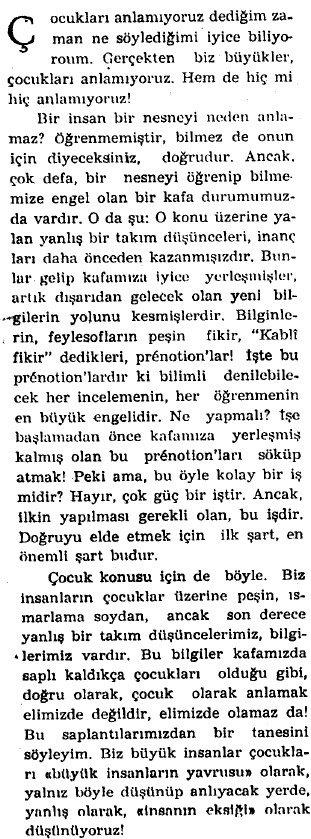 Çocukları anlamıyoruz dediğim za-
man ne söylediğimi iyice biliyo-
roum. Gerçekten biz büyükler,
çocukları anlamıyoruz. Hem de hiç mi
hiç anlamıyoruz!
Bir insan bir nesneyi neden anla-
maz? Öğrenmemiştir, bilmez de onun
için diyeceksiniz, doğrudur. Ancak,
çok defa, bir nesneyi öğrenip bilme-
mize engel olan bir kafa durumumuz-
da vardır. O da şu: O konu üzerine ya-
lan yanlış bir takım düşünceleri, inanç
ları daha önceden kazanmışızdır. Bun-
lar gelip kafamıza iyice yerleşmişler,
artık dışarıdan gelecek olan yeni bil-
gilerin yolunu kesmişlerdir. Bilginle-
rin, feylesofların peşin fikir, "Kablî
fikir" dedikleri, prénotion'lar! İşte bu
prénotion'lardır ki bilimli denilebile-
cek her incelemenin, her öğrenmenin
en büyük engelidir. Ne yapmalı? İşe
başlamadan önce kafamıza yerleşmiş
kalmış olan bu prénotion'ları söküp
atmak! Peki ama, bu öyle kolay bir iş
midir? Hayır, çok güç bir iştir. Ancak,
ilkin yapılması gerekli olan, bu işdir.
Doğruyu elde etmek için ilk şart, en
önemli şart budur.
Çocuk konusu için de böyle. Biz
insanların çocuklar üzerine peşin, ıs-
marlama soydan, ancak son derece
yanlış bir takım düşüncelerimiz, bilgi-
lerimiz vardır. Bu bilgiler kafamızda
saplı kaldıkça çocukları olduğu gibi,
doğru olarak, çocuk olarak anlamak
elimizde değildir, elimizde olamaz da!
Bu saplantılarımızdan bir tanesini
söyleyim. Biz büyük insanlar çocukla-
rı «büyük insanların yavrusu» olarak,
yalnız böyle düşünüp anlıyacak yerde,
yanlış olarak, «insanın eksiği» olarak
düşünüyoruz!